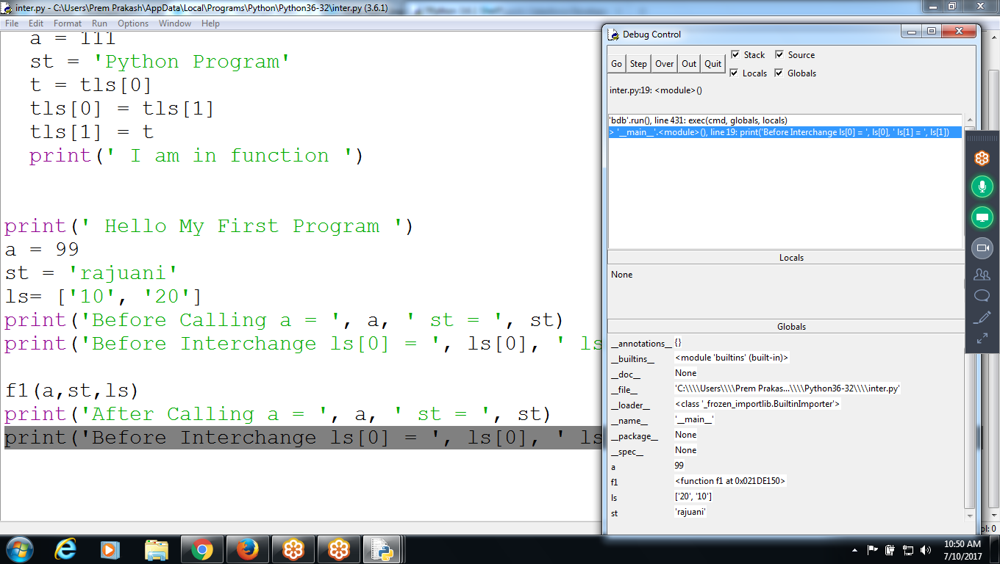 inter.py - C:\Users\Prem Prakash\AppData\Local\Programs\Python\Python36-32\inter.py (3.6.1)
File Edit Format Run Options Window Help
a = 111
st = 'Python Program'
t = tls[0]
tls[0] = tls[1]
tls[1] = t
print(' I am in function ')
print(' Hello My First Program ')
a = 99
st = 'rajuani'
ls= ['10', '20']
print('Before Calling a = ', a, ' st = ', st)
print('Before Interchange ls[0] = ', ls[0], ' ls
f1(a,st,ls)
print('After Calling a = ', a, ' st = ', st)
print('Before Interchange ls[0] = ', ls[0], ' ls
Debug Control
Go Step Over Out Quit
Stack Source
Locals Globals
inter.py:19: <module>()
'bdb'.run(), line 431: exec(cmd, globals, locals)
> '__main__'.<module>(), line 19: print('Before Interchange ls[0] = ', ls[0], ' ls[1] = ', ls[1])
Locals
None
Globals
__annotations__ {}
__builtins__ <module 'builtins' (built-in)>
__doc__ None
__file__ 'C:\\\\Users\\\\Prem Prakas...\\\\Python36-32\\\\inter.py'
__loader__ <class '_frozen_importlib.BuiltinImporter'>
__name__ '__main__'
__package__ None
__spec__ None
a 99
f1 <function f1 at 0x021DE150>
ls ['20', '10']
st 'rajuani'
ol: 0
10:50 AM
7/10/2017